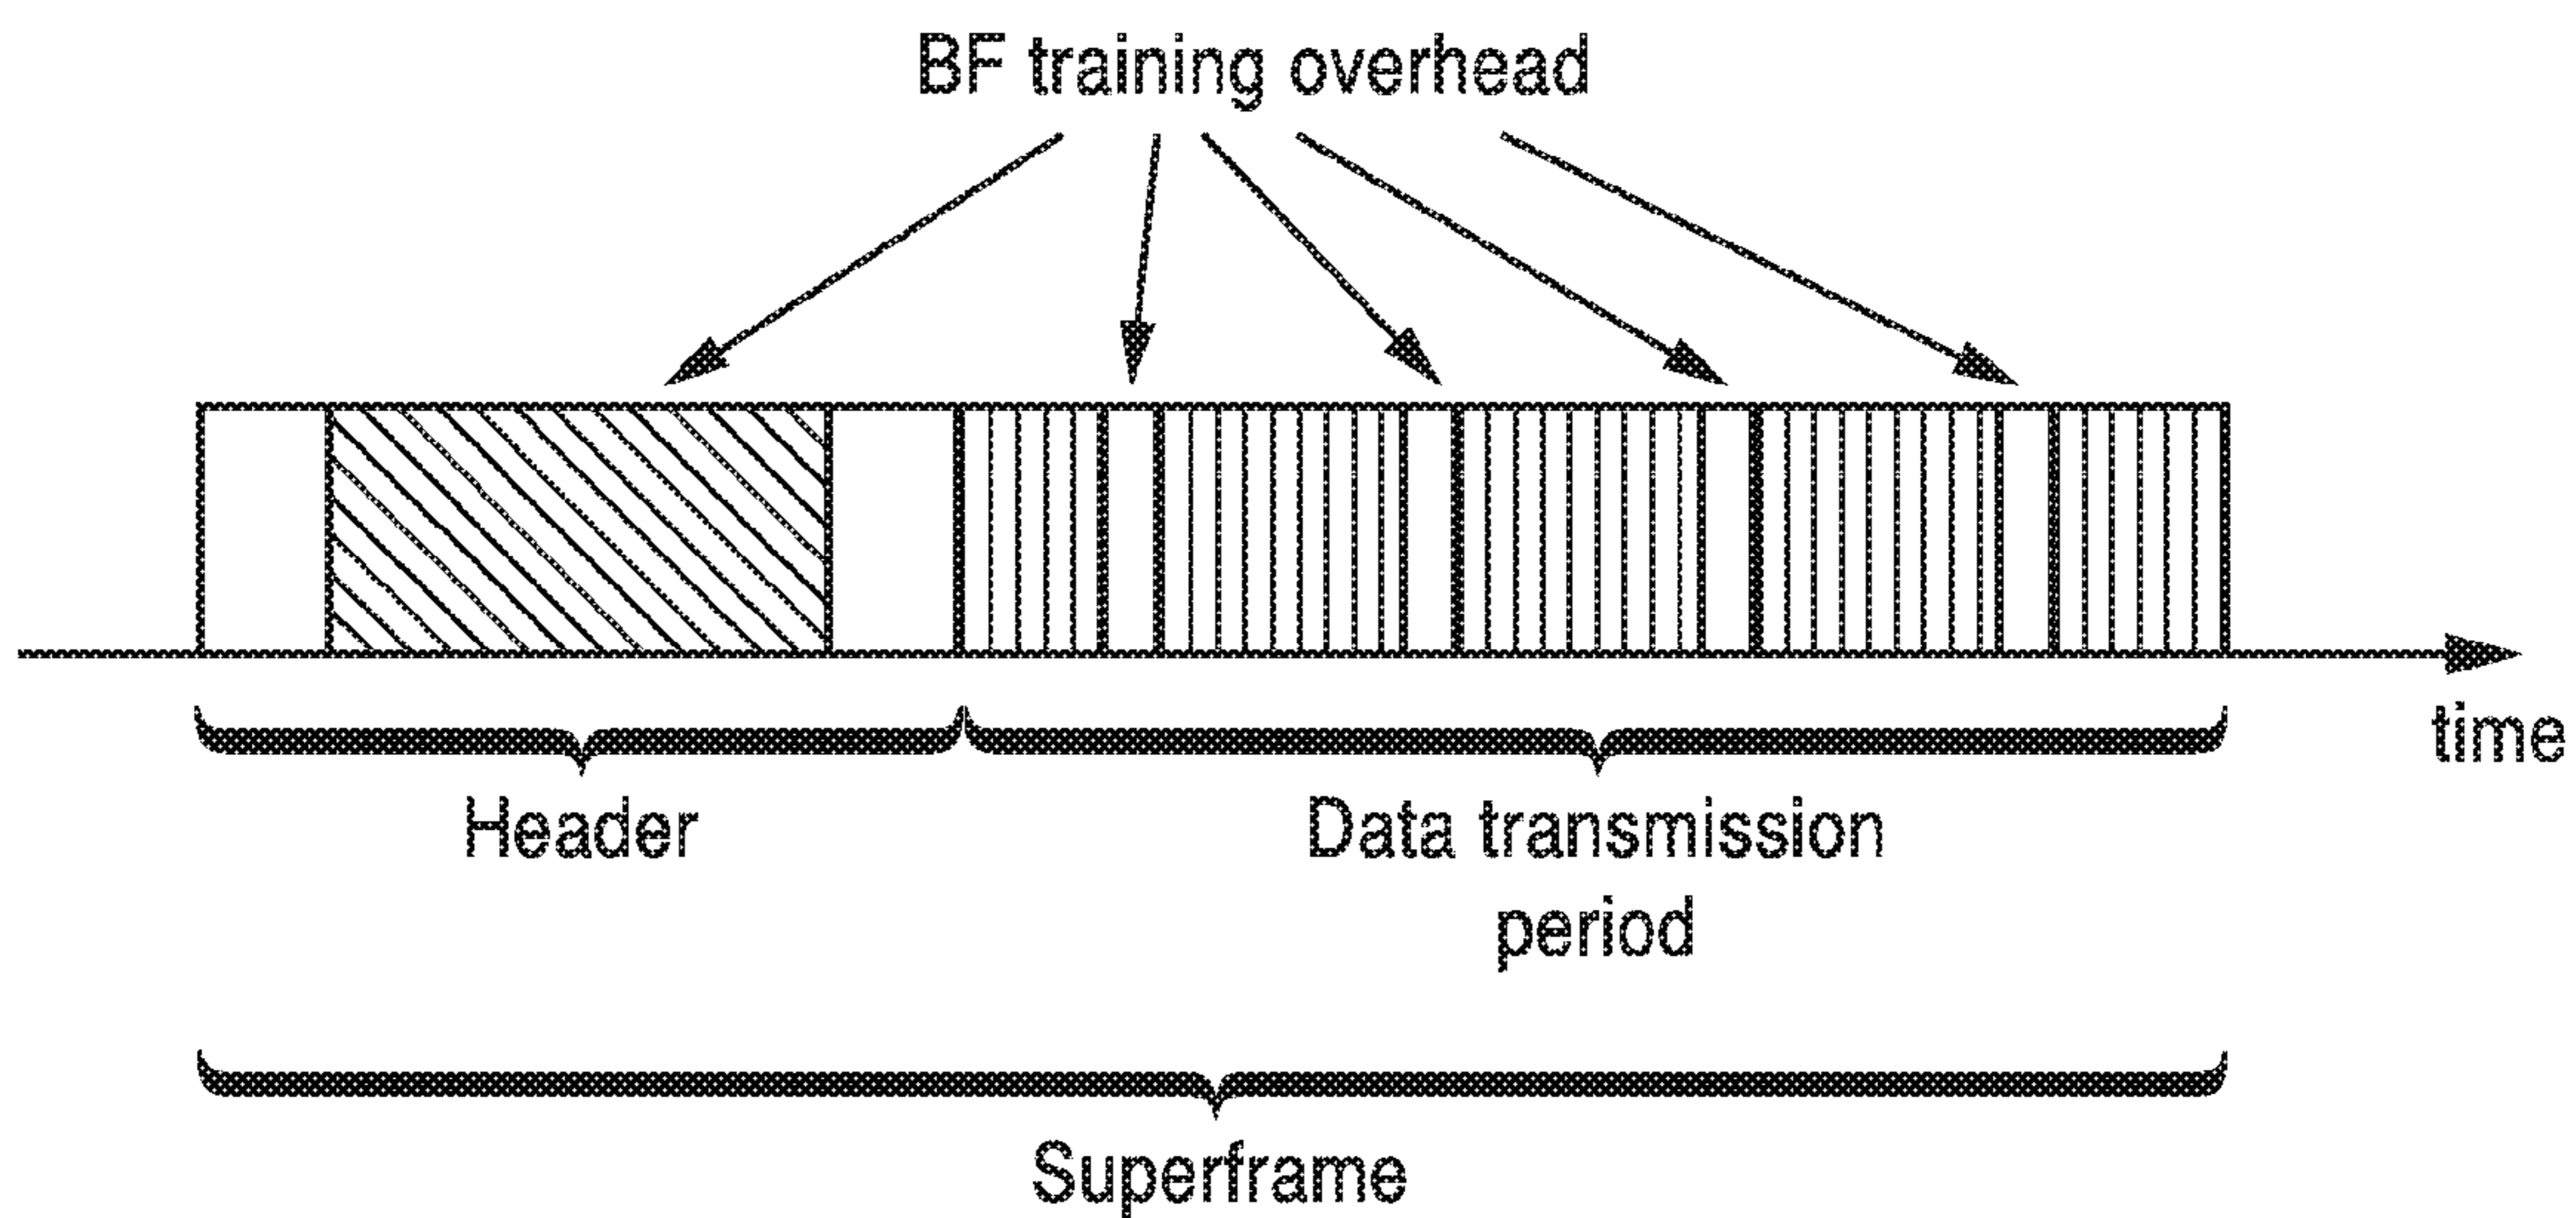 BF training overhead
time
Header
Data transmission
period
Superframe